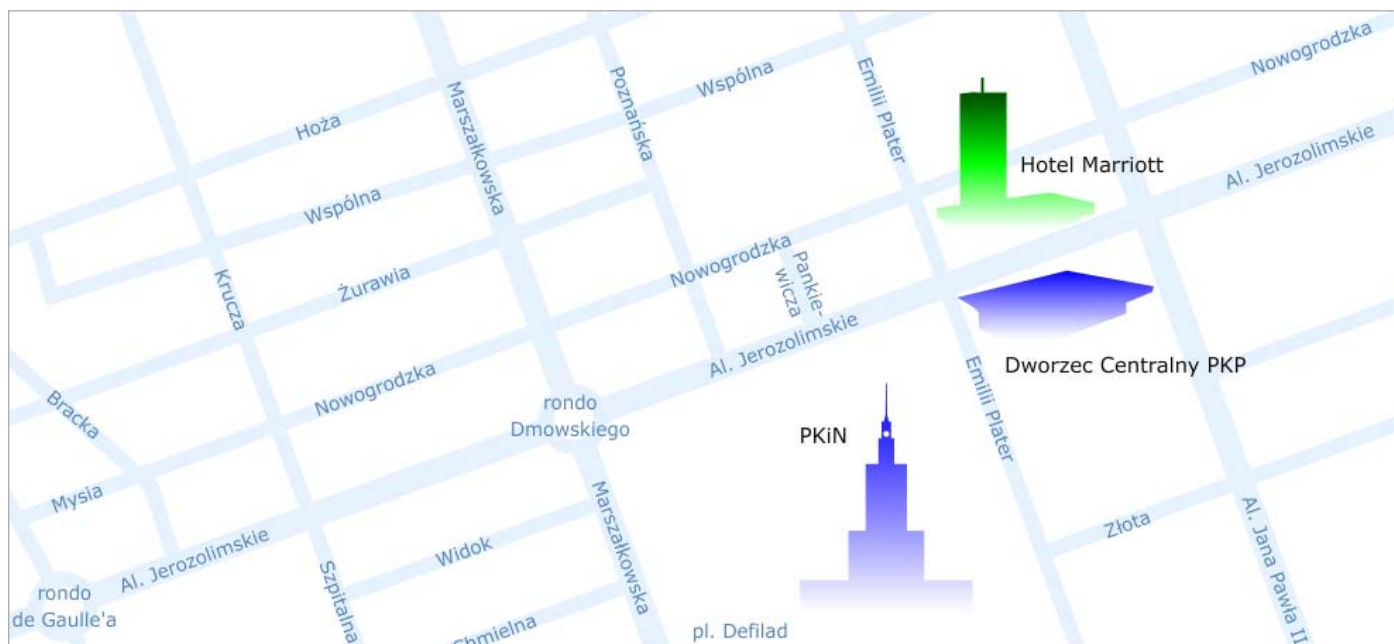 Nowogrodzka
Wspólna
Emilii Plater
Poznańska
Marszałkowska
Hoża
Hotel Marriott
Al. Jerozolimskie
Wspólna
Nowogrodzka
Pankie-
wicza
Krucza
Żurawia
Al. Jerozolimskie
Dworzec Centralny PKP
Emilii Plater
Nowogrodzka
Bracka
rondo
Dmowskiego
PKiN
Mysia
Marszałkowska
Al. Jana Pawła II
Złota
Widok
Al. Jerozolimskie
Szpitalna
rondo
de Gaulle'a
Chmielna
pl. Defilad